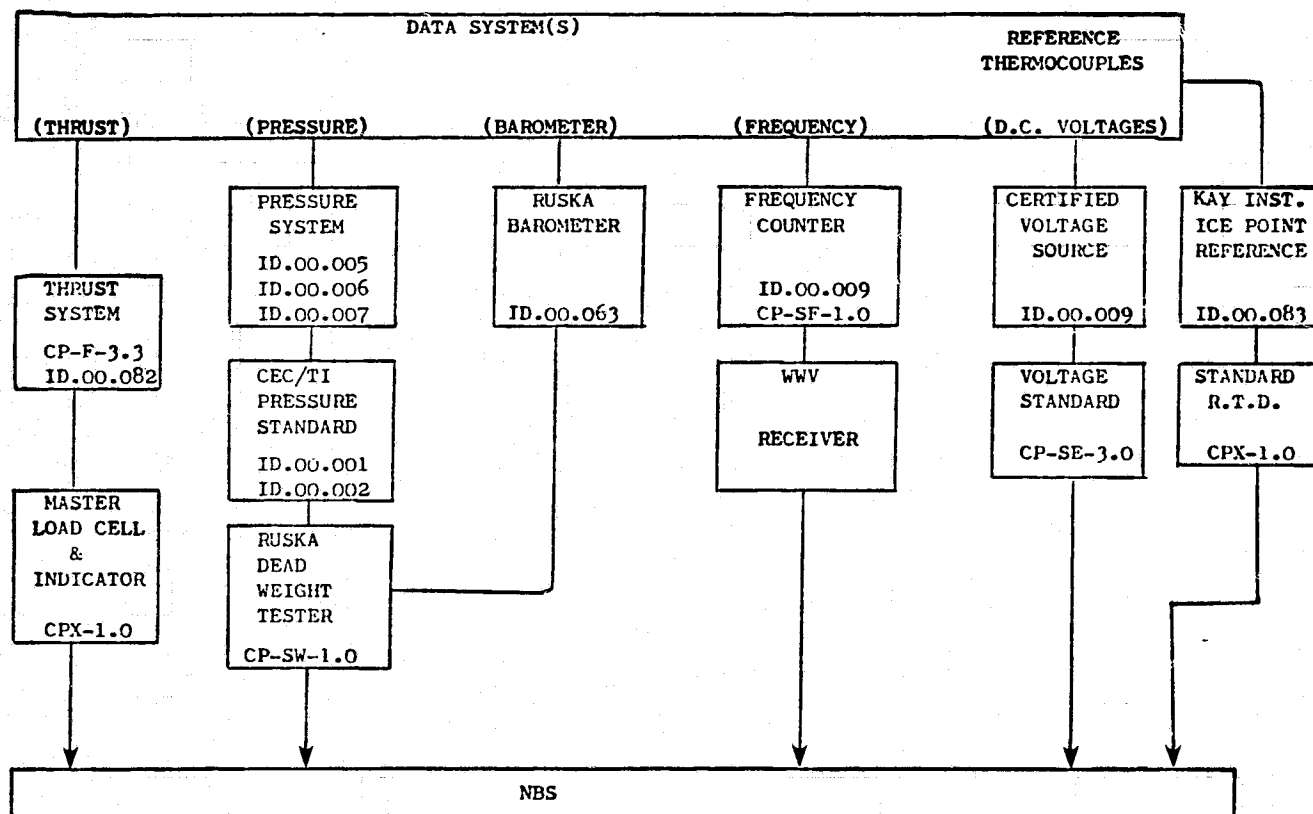 DATA SYSTEM(S)
REFERENCE
THERMOCOUPLES
(THRUST)
(PRESSURE)
(BAROMETER)
(FREQUENCY)
(D.C. VOLTAGES)
PRESSURE
SYSTEM
ID.00.005
ID.00.006
ID.00.007
RUSKA
BAROMETER
ID.00.063
FREQUENCY
COUNTER
ID.00.009
CP-SF-1.0
CERTIFIED
VOLTAGE
SOURCE
ID.00.009
KAY INST.
ICE POINT
REFERENCE
ID.00.083
THRUST
SYSTEM
CP-F-3.3
ID.00.082
CEC/TI
PRESSURE
STANDARD
ID.00.001
ID.00.002
WWV
RECEIVER
VOLTAGE
STANDARD
CP-SE-3.0
STANDARD
R.T.D.
CPX-1.0
MASTER
LOAD CELL
&
INDICATOR
CPX-1.0
RUSKA
DEAD
WEIGHT
TESTER
CP-SW-1.0
NBS